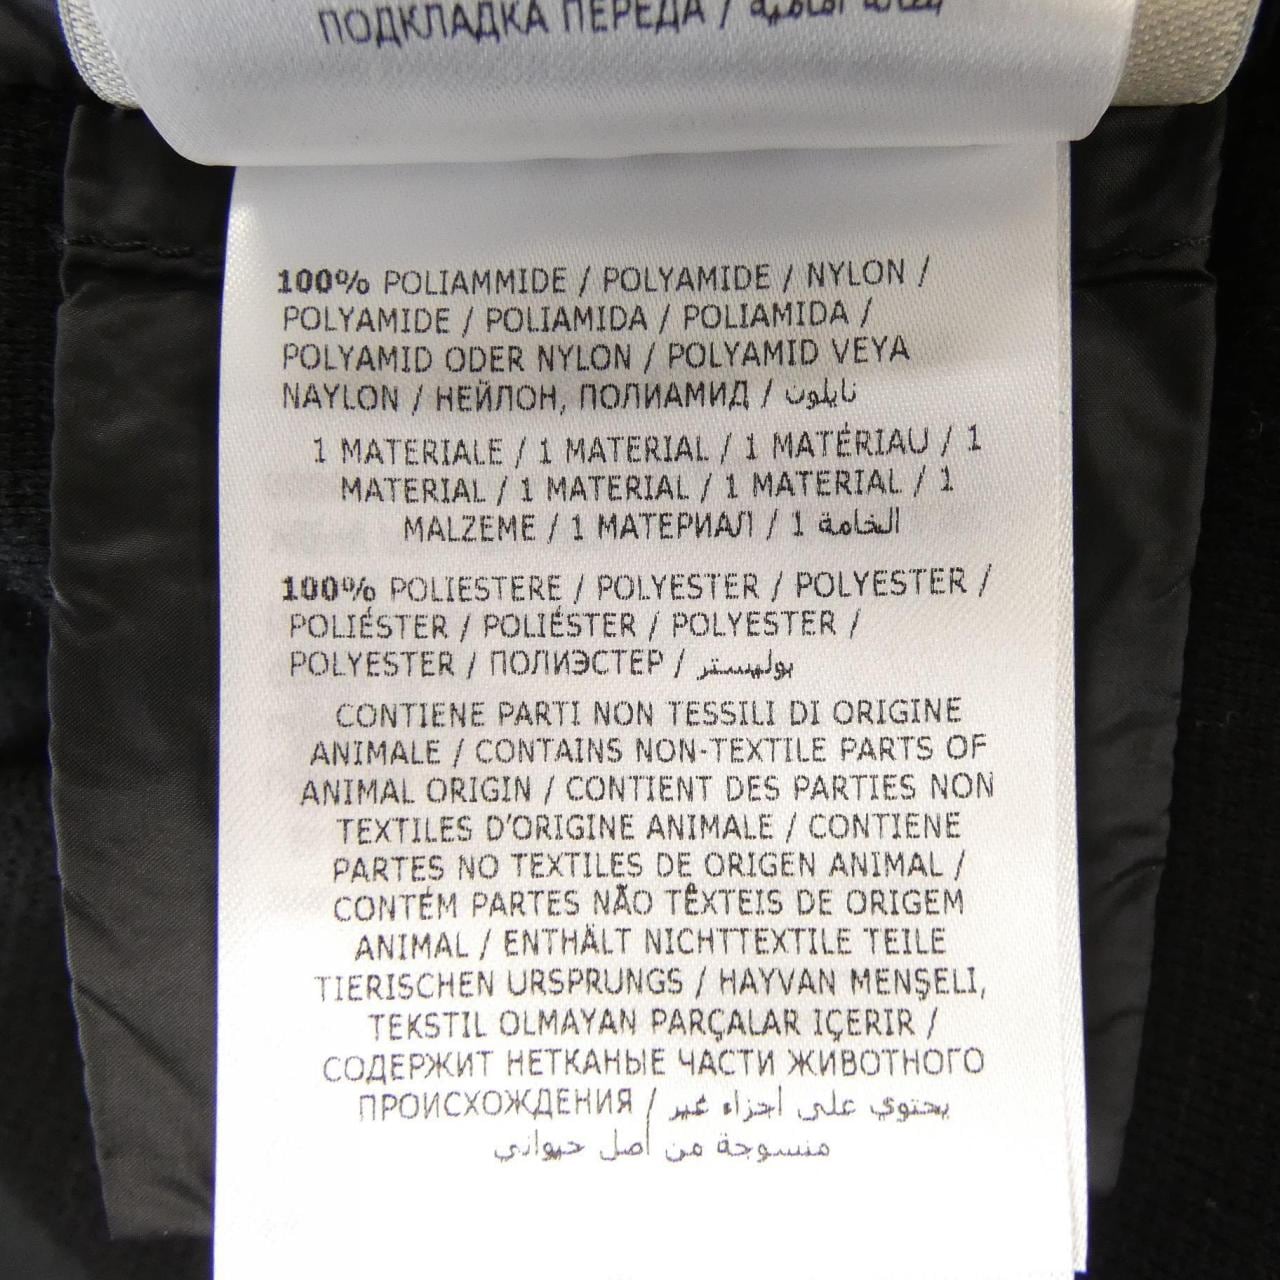 ПОДКЛАДКА ПЕРЕДА /
100% POLIAMMIDE / POLYAMIDE / NYLON /
POLYAMIDE / POLIAMIDA / POLIAMIDA /
POLYAMID ODER NYLON / POLYAMID VEYA
NAYLON / НЕЙЛОН, ПОЛИАМИД / نايلون
1 MATERIALE / 1 MATERIAL / 1 MATÉRIAU / 1
MATERIAL / 1 MATERIAL / 1 MATERIAL / 1
MALZEME / 1 МАТЕРИАЛ / 1 الخامة
100% POLIESTERE / POLYESTER / POLYESTER /
POLIÉSTER / POLIÉSTER / POLYESTER /
POLYESTER / ПОЛИЭСТЕР / بوليستر
CONTIENE PARTI NON TESSILI DI ORIGINE
ANIMALE / CONTAINS NON-TEXTILE PARTS OF
ANIMAL ORIGIN / CONTIENT DES PARTIES NON
TEXTILES D'ORIGINE ANIMALE / CONTIENE
PARTES NO TEXTILES DE ORIGEN ANIMAL /
CONTÉM PARTES NÃO TÊXTEIS DE ORIGEM
ANIMAL / ENTHÄLT NICHTTEXTILE TEILE
TIERISCHEN URSPRUNGS / HAYVAN MENŞELİ,
TEKSTİL OLMAYAN PARÇALAR İÇERİR /
СОДЕРЖИТ НЕТКАНЫЕ ЧАСТИ ЖИВОТНОГО
ПРОИСХОЖДЕНИЯ / يحتوي على أجزاء غير
منسوجة من أصل حيواني